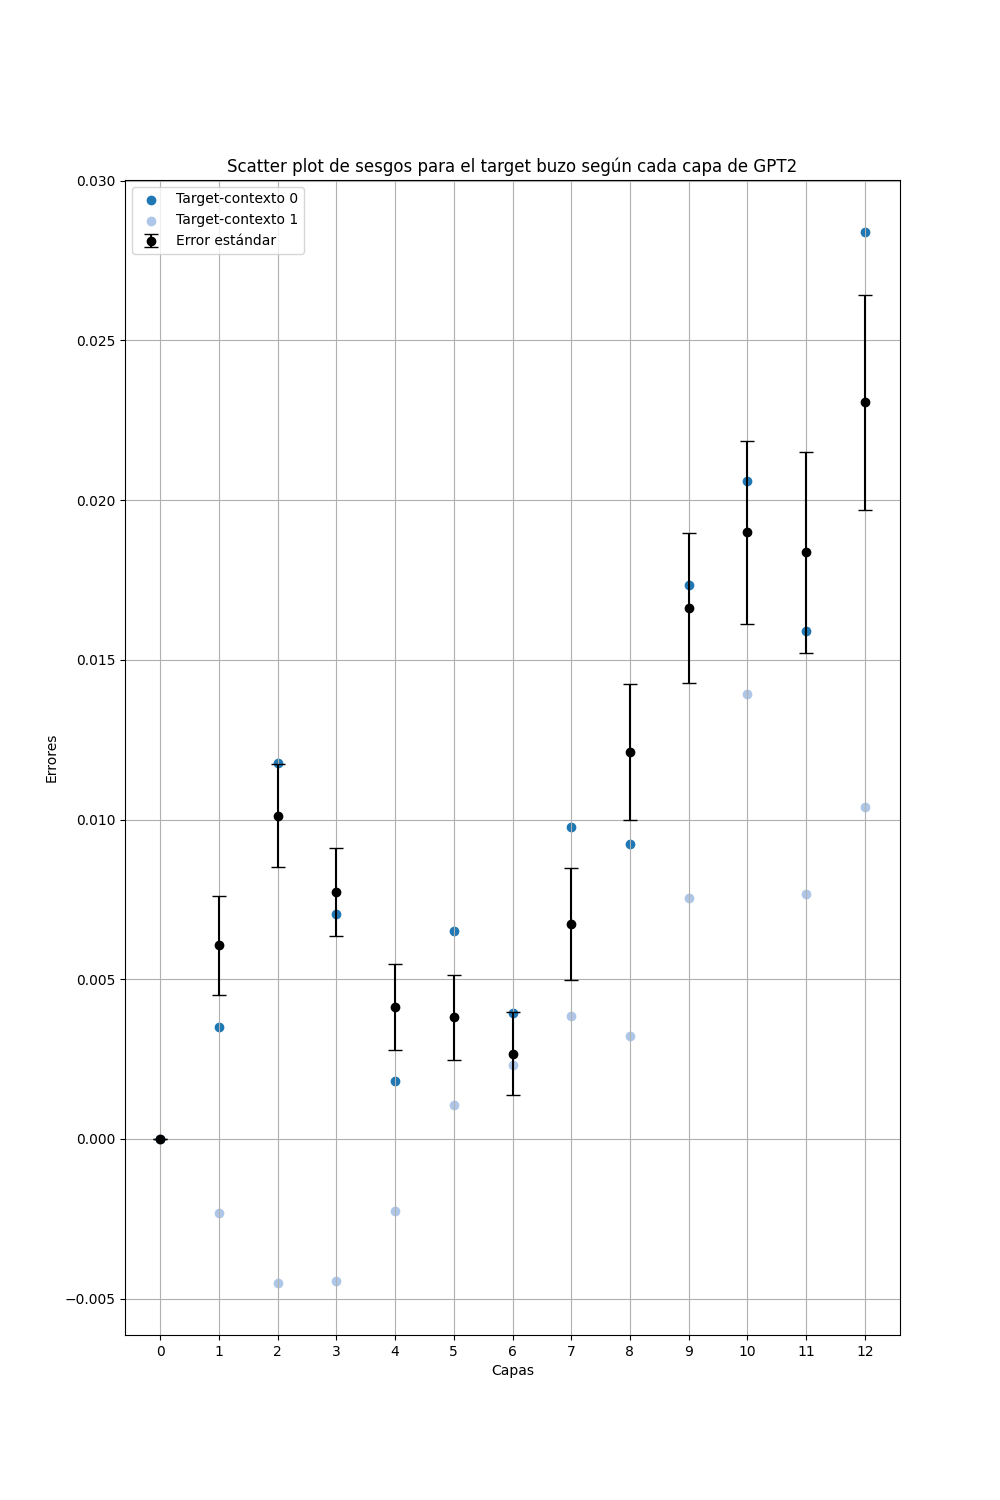 Scatter plot de sesgos para el target buzo según cada capa de GPT2
Target-contexto 0
Target-contexto 1
Error estándar
0.030
0.025
0.020
0.015
0.010
0.005
0.000
−0.005
Errores
0 1 2 3 4 5 6 7 8 9 10 11 12
Capas